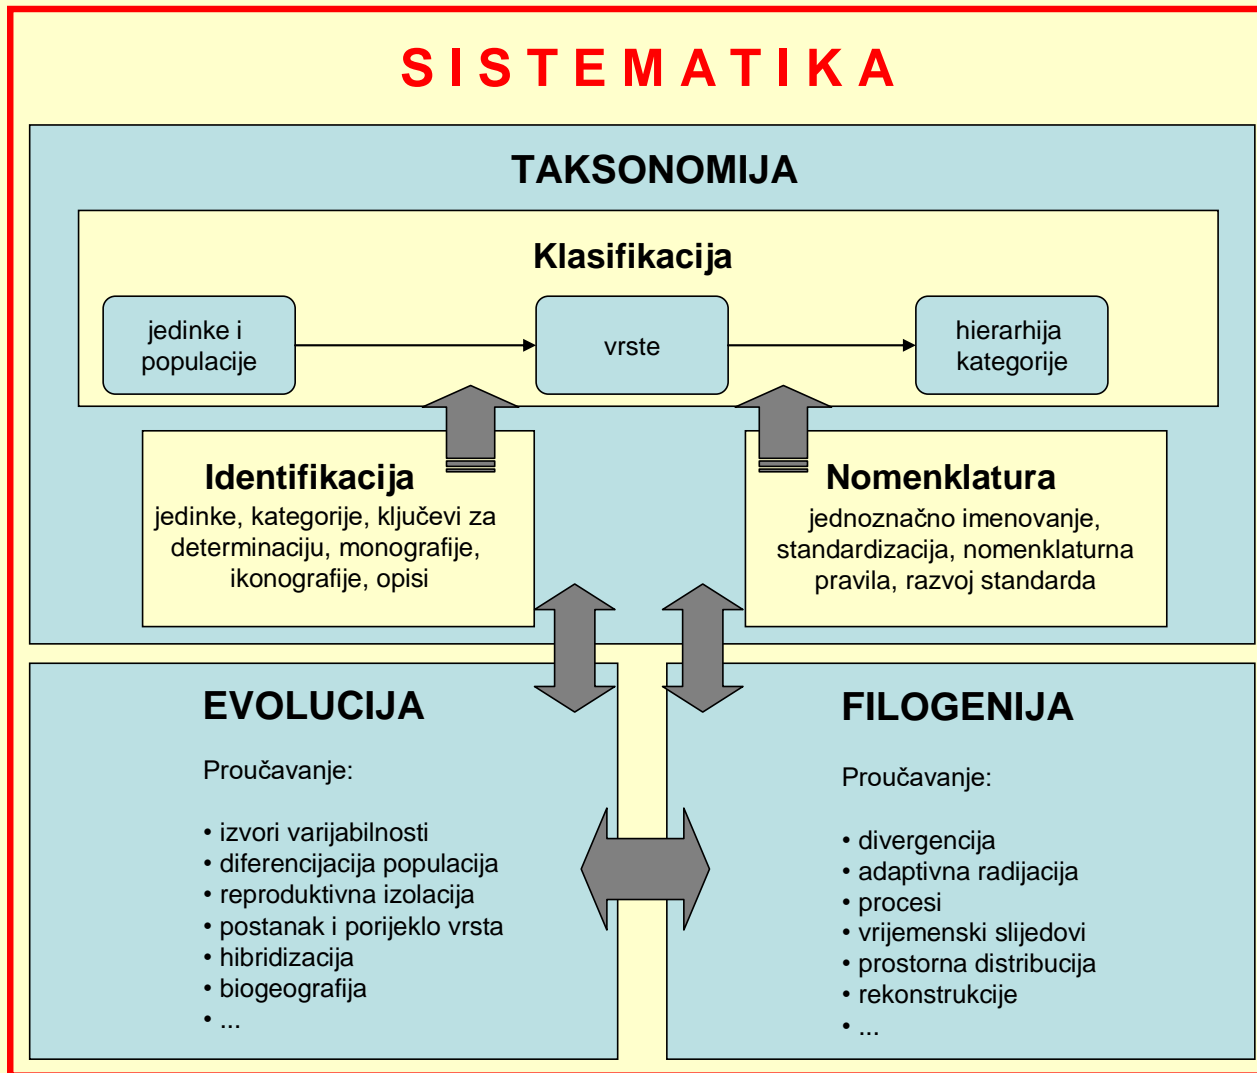 SISTEMATIKA
TAKSONOMIJA
Klasifikacija
jedinke i
populacije
vrste
hierarhija
kategorije
Identifikacija
jedinke, kategorije, ključevi za
determinaciju, monografije,
ikonografije, opisi
Nomenklatura
jednoznačno imenovanje,
standardizacija, nomenklaturna
pravila, razvoj standarda
EVOLUCIJA
Proučavanje:
• izvori varijabilnosti
• diferencijacija populacija
• reproduktivna izolacija
• postanak i porijeklo vrsta
• hibridizacija
• biogeografija
• ...
FILOGENIJA
Proučavanje:
• divergencija
• adaptivna radijacija
• procesi
• vrijemenski slijedovi
• prostorna distribucija
• rekonstrukcije
• ...